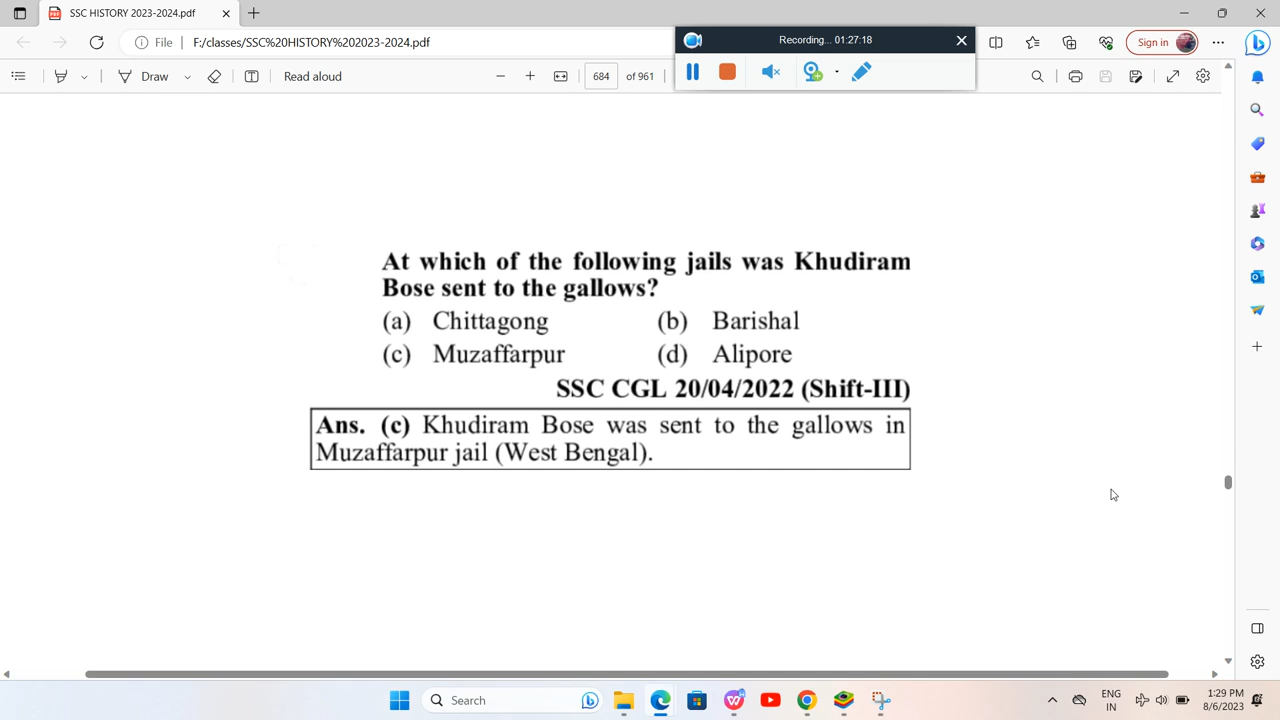 SSC HISTORY 2023-2024.pdf
File F:/classes/SSC%20HISTORY%202023-2024.pdf
Recording... 01:27:18
Sign in
Draw
Read aloud
684 of 961
At which of the following jails was Khudiram
Bose sent to the gallows?
(a) Chittagong (b) Barishal
(c) Muzaffarpur (d) Alipore
SSC CGL 20/04/2022 (Shift-III)
Ans. (c) Khudiram Bose was sent to the gallows in
Muzaffarpur jail (West Bengal).
Search
ENG
IN
1:29 PM
8/6/2023